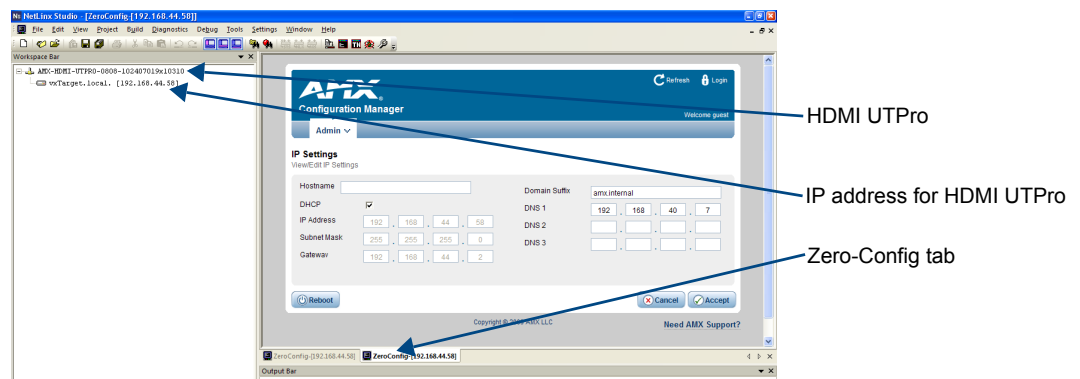 NetLinx Studio - [ZeroConfig-[192.168.44.58]]
File Edit View Project Build Diagnostics Debug Tools Settings Window Help
Workspace Bar
AMX-HDMI-UTPRO-0808-102407019x10310
vxTarget.local. [192.168.44.58]
AMX
Refresh
Login
Configuration Manager
Welcome guest
Admin
IP Settings
View/Edit IP Settings
Hostname
DHCP
IP Address 192 . 168 . 44 . 58
Subnet Mask 255 . 255 . 255 . 0
Gateway 192 . 168 . 44 . 2
Domain Suffix amx.internal
DNS 1 192 . 168 . 40 . 7
DNS 2 . . .
DNS 3 . . .
Reboot
Cancel
Accept
Copyright © AMX LLC
Need AMX Support?
ZeroConfig-[192.168.44.58]
ZeroConfig-[192.168.44.58]
Output Bar
HDMI UTPro
IP address for HDMI UTPro
Zero-Config tab